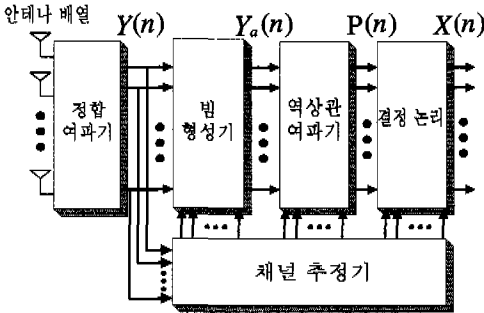 안테나 배열
Y(n)
Y_a(n)
P(n)
X(n)
정합
여파기
빔
형성기
역상관
여파기
결정 논리
채널 추정기